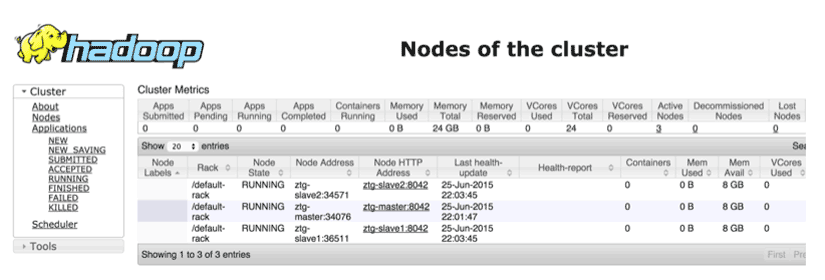 hadoop
Nodes of the cluster
Cluster
About
Nodes
Applications
NEW
NEW_SAVING
SUBMITTED
ACCEPTED
RUNNING
FINISHED
FAILED
KILLED
Scheduler
Tools
Cluster Metrics
Apps Apps Apps Apps Containers Memory Memory Memory VCores VCores VCores Active Decommissioned Lost
Submitted Pending Running Completed Running Used Total Reserved Used Total Reserved Nodes Nodes Nodes
0 0 0 0 0 0 B 24 GB 0 B 0 24 0 3 0 0
Show 20 entries Sea
Node Rack Node Node Address Node HTTP Last health- Health-report Containers Mem Mem VCores
Labels State Address update Used Avail Used
/default- RUNNING ztg- ztg-slave2:8042 25-Jun-2015 0 0 B 8 GB 0
rack slave2:34571 22:03:45
/default- RUNNING ztg- ztg-master:8042 25-Jun-2015 0 0 B 8 GB 0
rack master:34076 22:01:47
/default- RUNNING ztg- ztg-slave1:8042 25-Jun-2015 0 0 B 8 GB 0
rack slave1:36511 22:03:45
Showing 1 to 3 of 3 entries First Pre